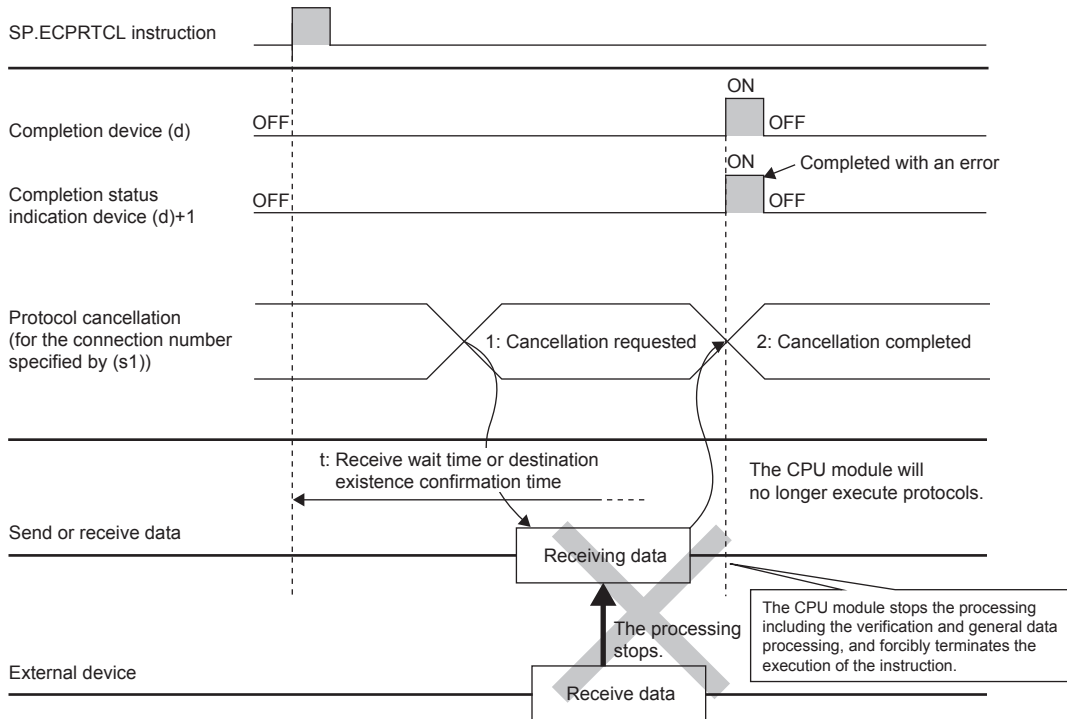 SP.ECPRTCL instruction
ON
Completion device (d)
OFF
OFF
ON
Completed with an error
Completion status
indication device (d)+1
OFF
OFF
Protocol cancellation
(for the connection number
specified by (s1))
1: Cancellation requested
2: Cancellation completed
t: Receive wait time or destination
existence confirmation time
The CPU module will
no longer execute protocols.
Send or receive data
Receiving data
The CPU module stops the processing
including the verification and general data
processing, and forcibly terminates the
execution of the instruction.
The processing
stops.
External device
Receive data